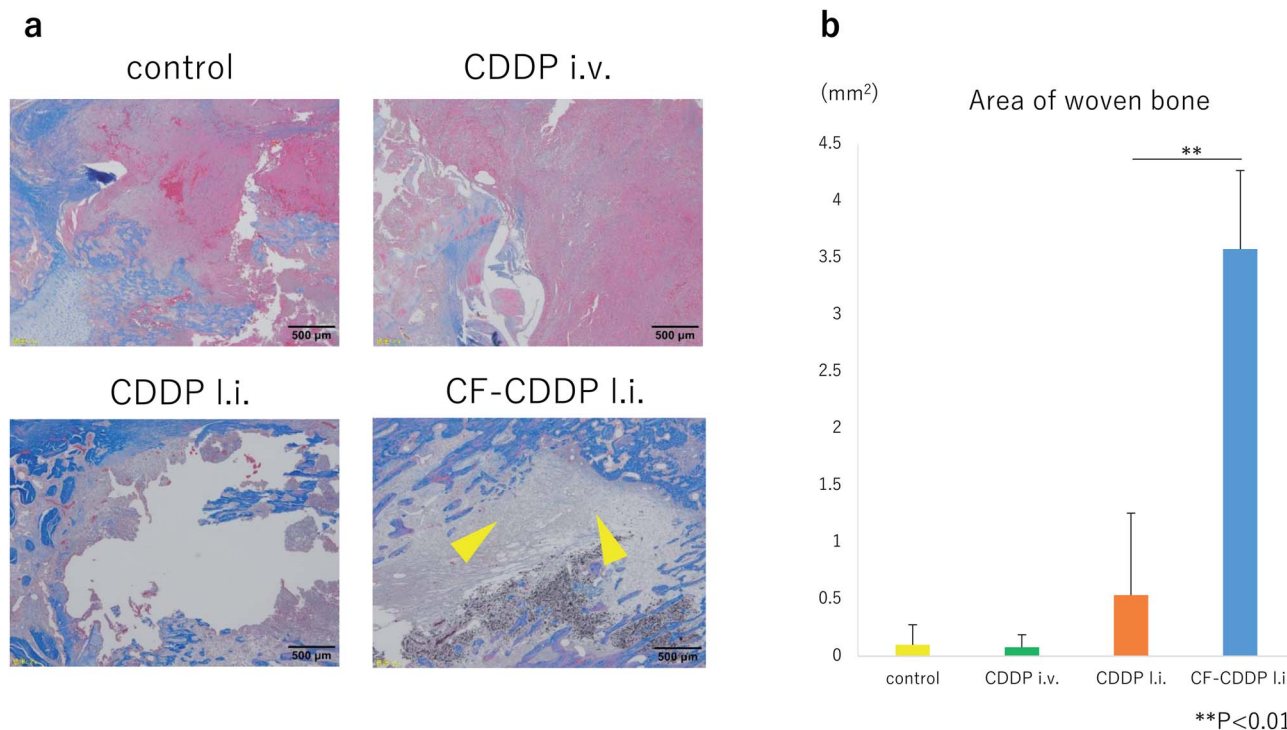 a
control
CDDP i.v.
500 µm
500 µm
CDDP l.i.
CF-CDDP l.i.
500 µm
500 µm
b
(mm²)
Area of woven bone
4.5
**
4
3.5
3
2.5
2
1.5
1
0.5
0
control
CDDP i.v.
CDDP l.i.
CF-CDDP l.i
**P<0.01